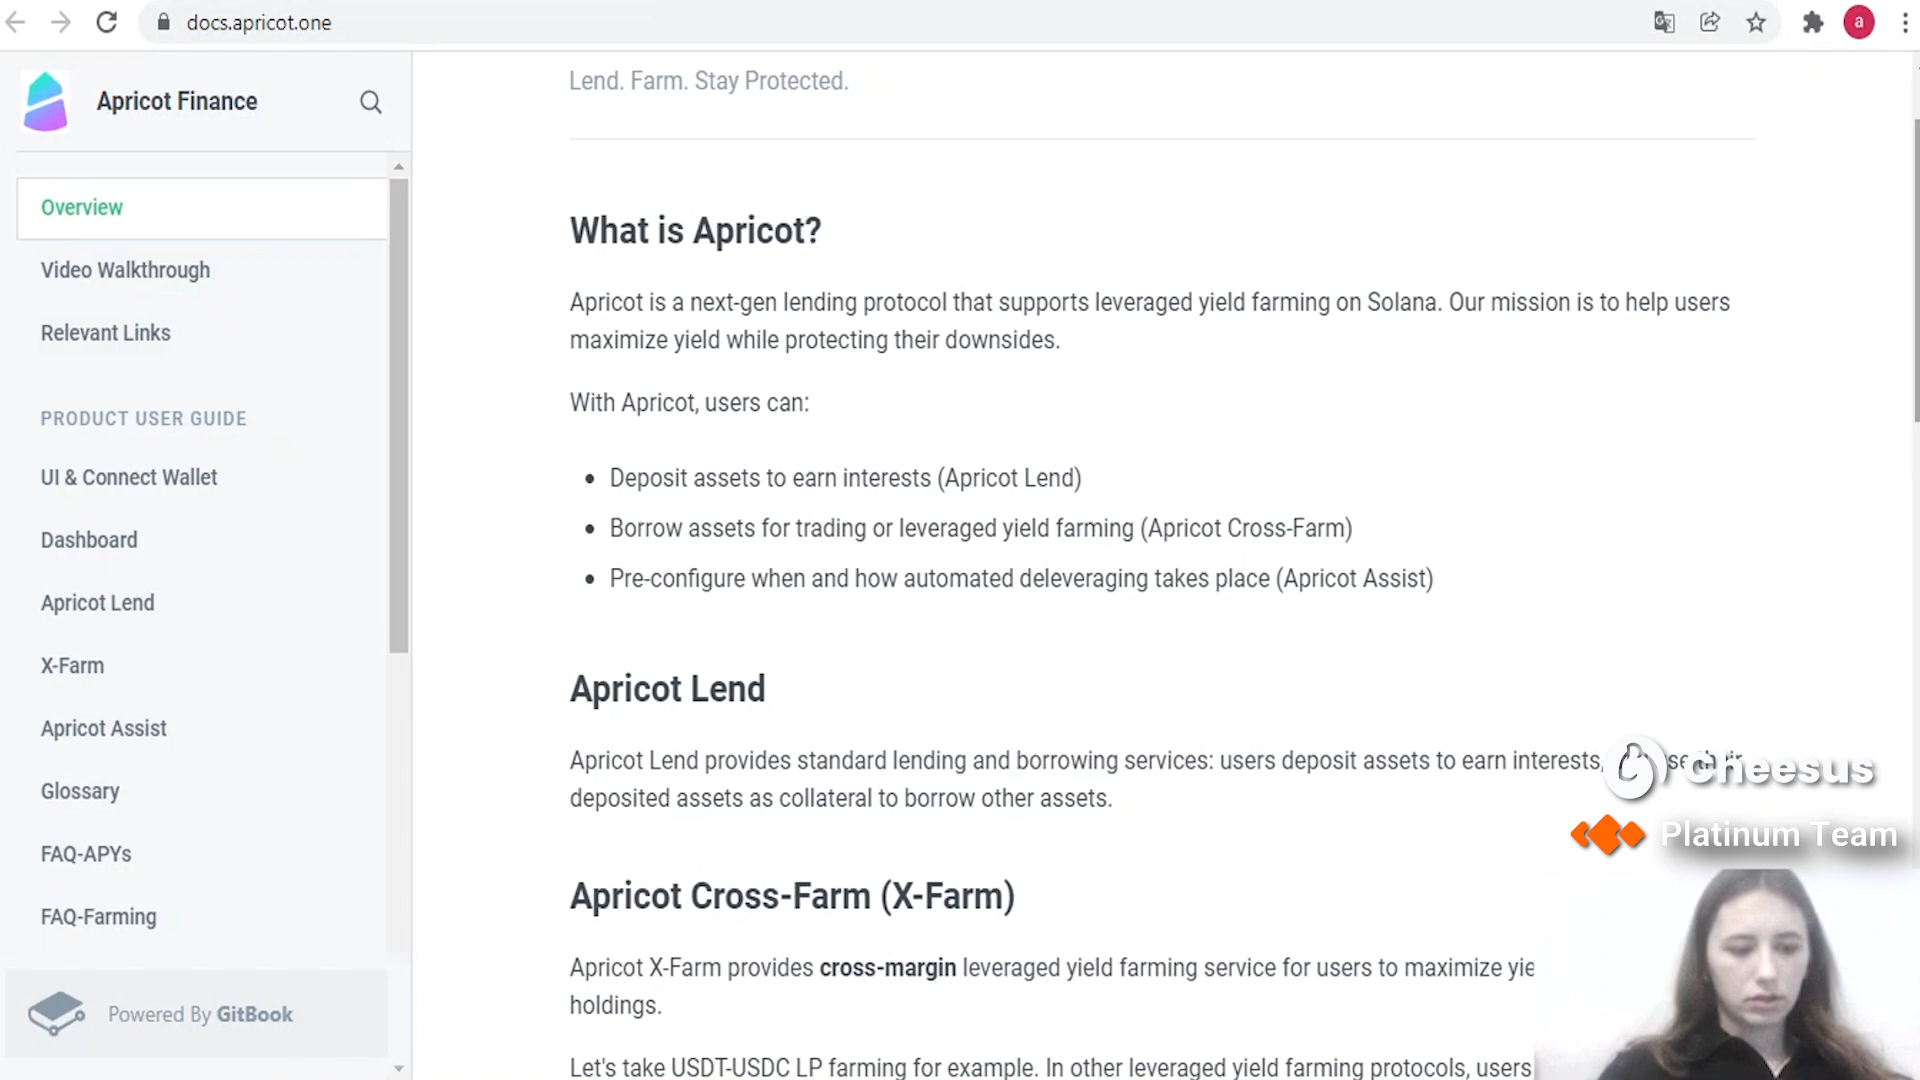 docs.apricot.one
a
Apricot Finance
Overview
Video Walkthrough
Relevant Links
PRODUCT USER GUIDE
UI & Connect Wallet
Dashboard
Apricot Lend
X-Farm
Apricot Assist
Glossary
FAQ-APYs
FAQ-Farming
Powered By GitBook
Lend. Farm. Stay Protected.
What is Apricot?
Apricot is a next-gen lending protocol that supports leveraged yield farming on Solana. Our mission is to help users
maximize yield while protecting their downsides.
With Apricot, users can:
• Deposit assets to earn interests (Apricot Lend)
• Borrow assets for trading or leveraged yield farming (Apricot Cross-Farm)
• Pre-configure when and how automated deleveraging takes place (Apricot Assist)
Apricot Lend
Apricot Lend provides standard lending and borrowing services: users deposit assets to earn interests,
deposited assets as collateral to borrow other assets.
Apricot Cross-Farm (X-Farm)
Apricot X-Farm provides cross-margin leveraged yield farming service for users to maximize yie
holdings.
Let's take USDT-USDC LP farming for example. In other leveraged yield farming protocols, users
Cheesus
Platinum Team